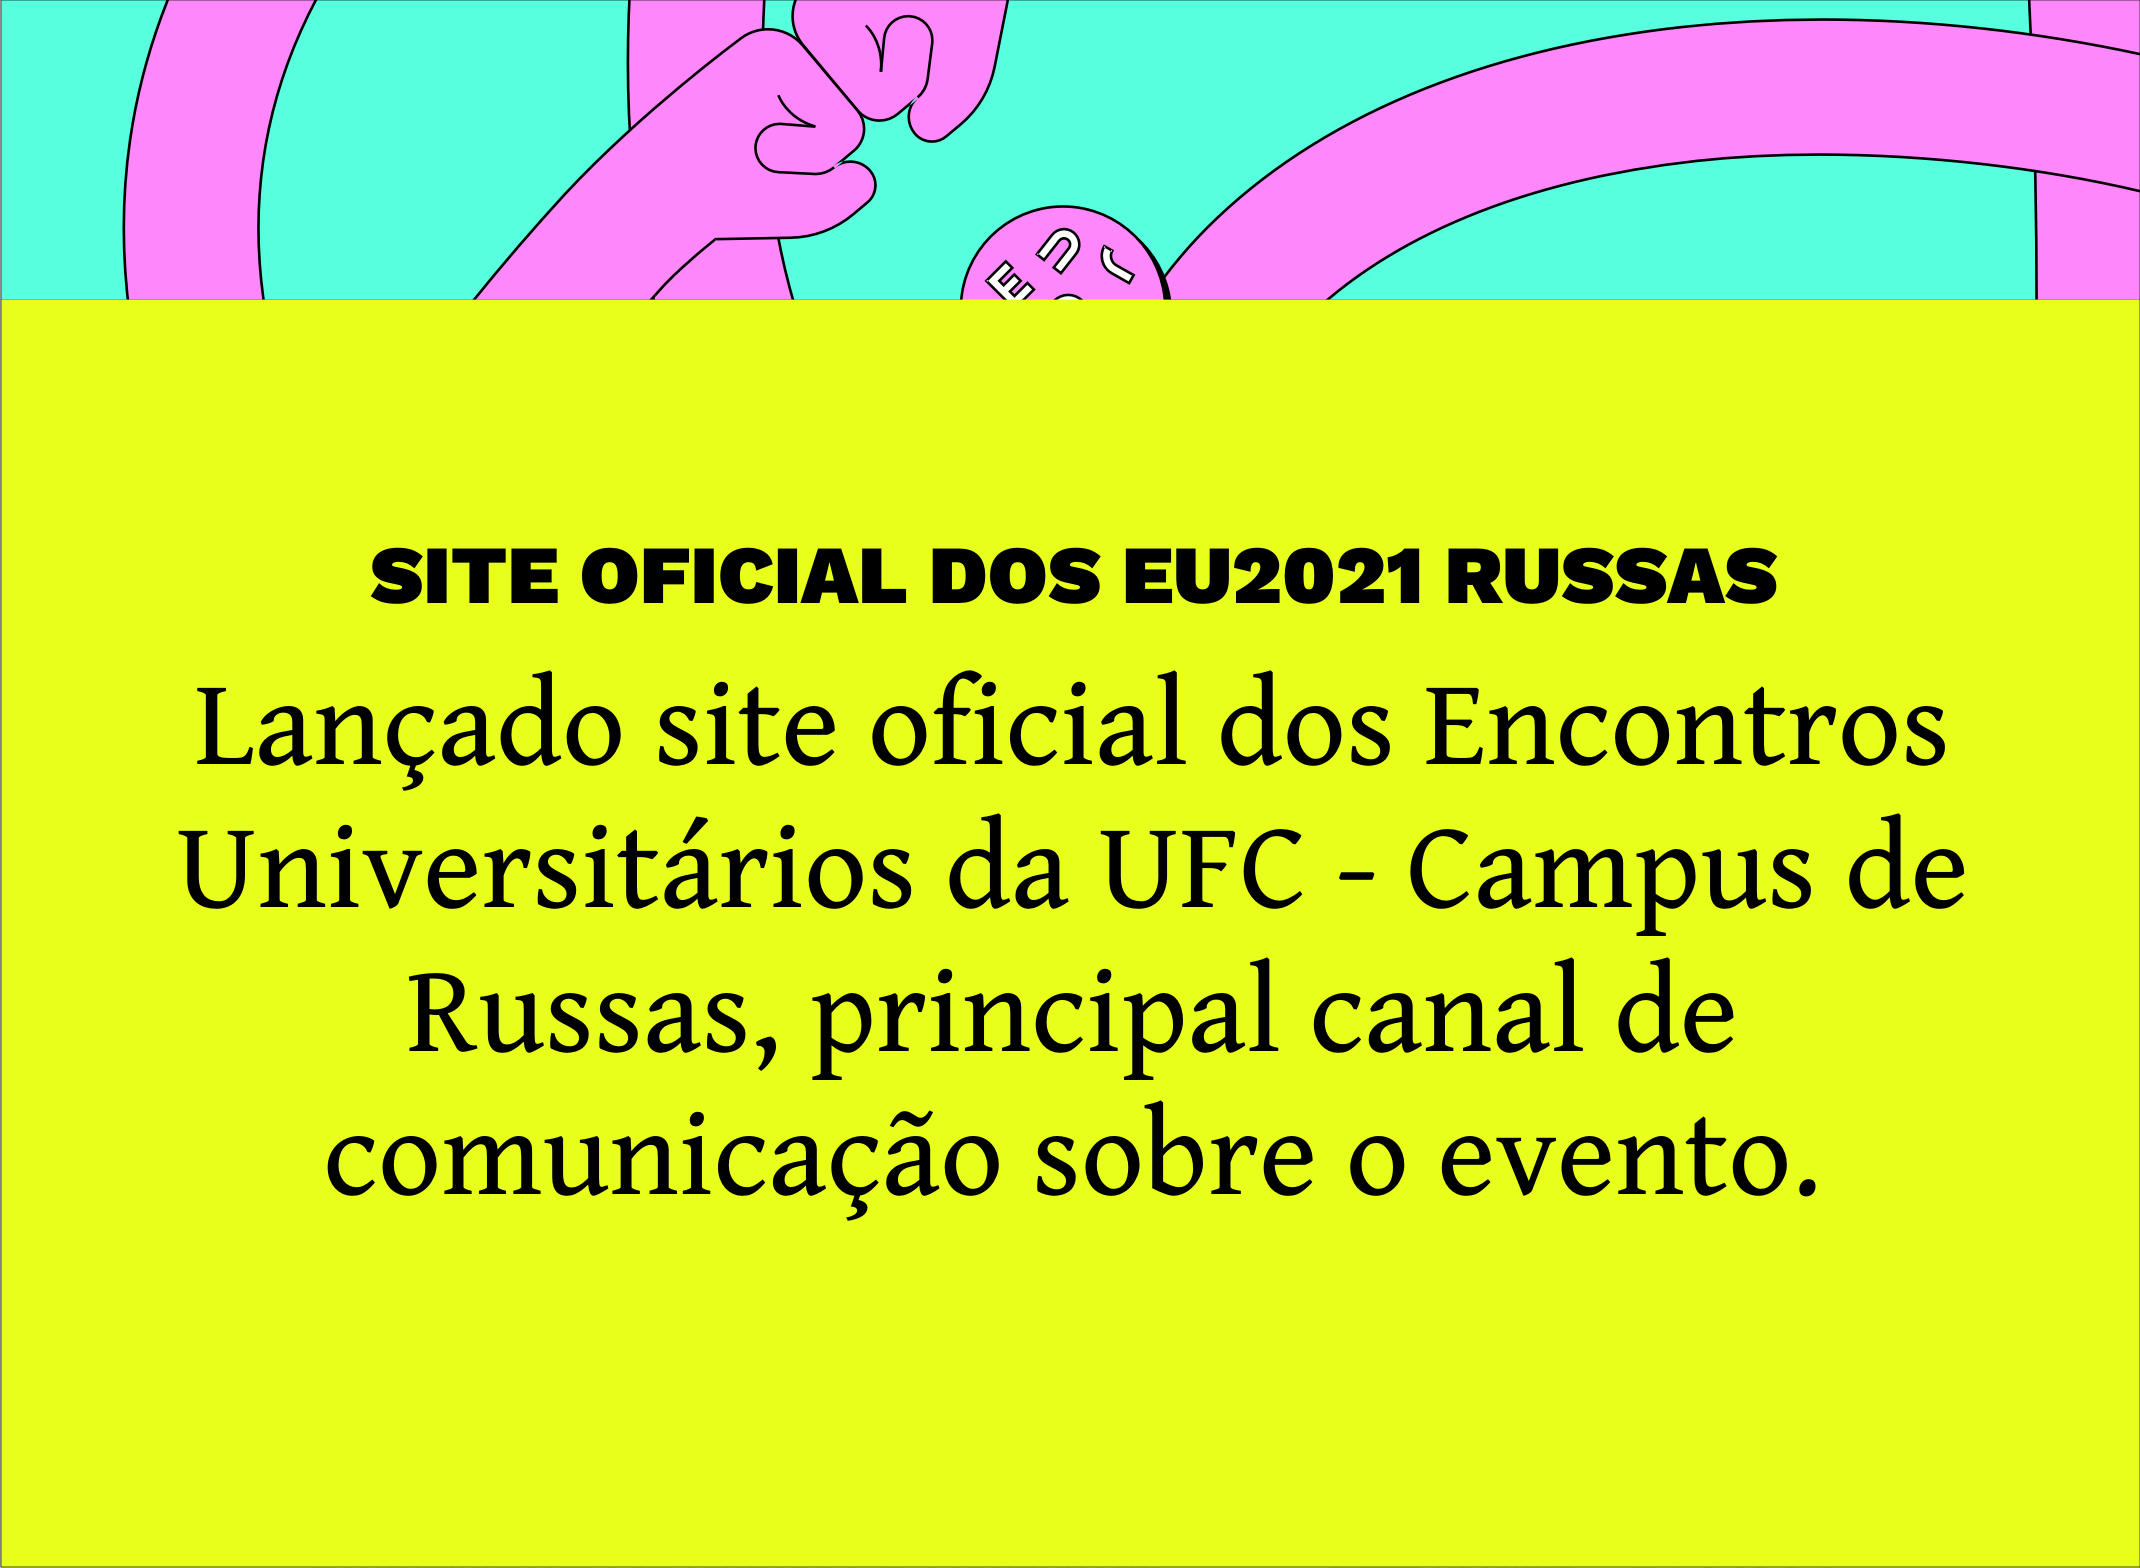 SITE OFICIAL DOS EU2021 RUSSAS
Lançado site oficial dos Encontros
Universitários da UFC - Campus de
Russas, principal canal de
comunicação sobre o evento.